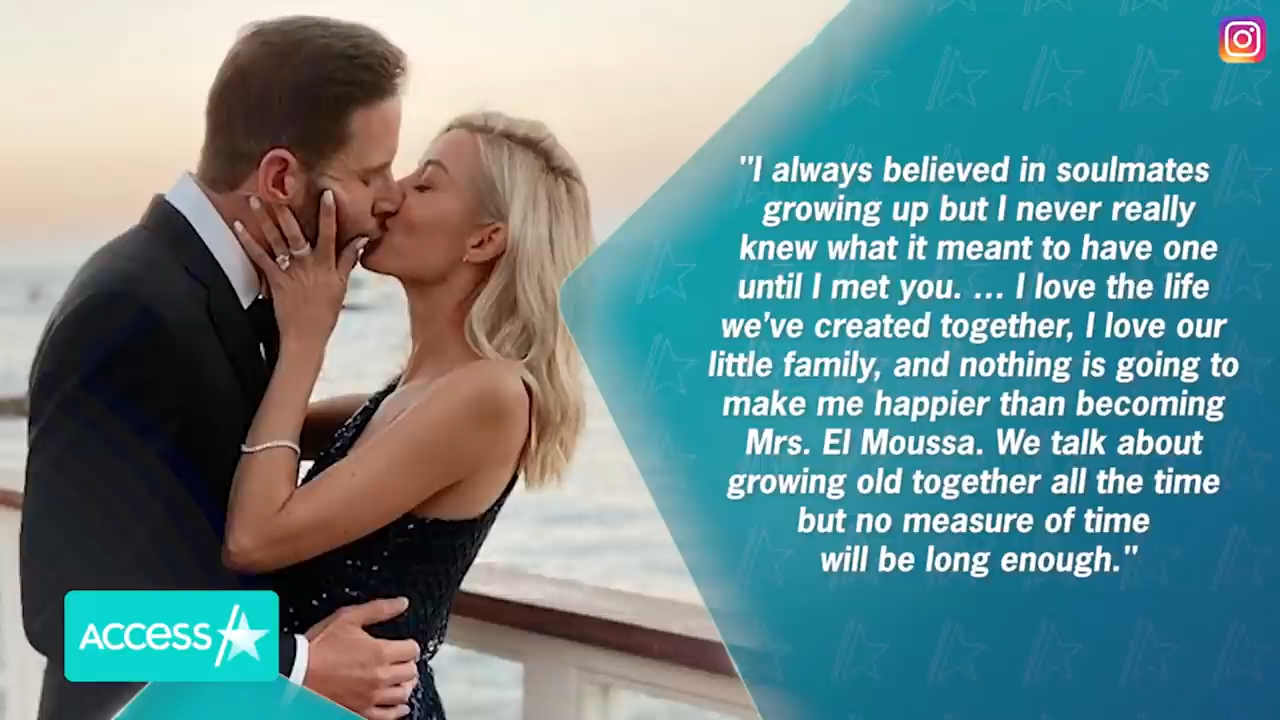 "I always believed in soulmates
growing up but I never really
knew what it meant to have one
until I met you. ... I love the life
we've created together, I love our
little family, and nothing is going to
make me happier than becoming
Mrs. El Moussa. We talk about
growing old together all the time
but no measure of time
will be long enough."
ACCESS